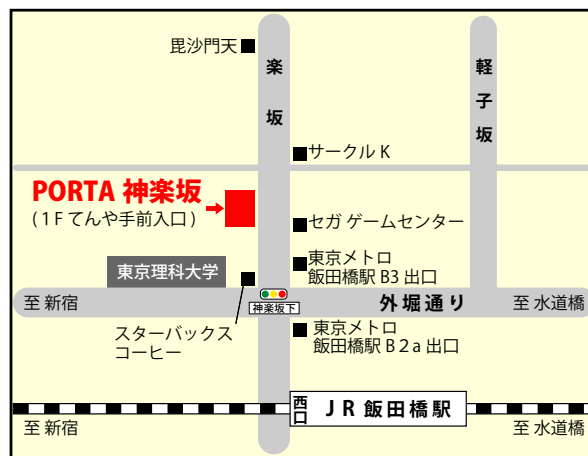 毘沙門天
楽坂
軽子坂
サークル K
PORTA 神楽坂
(１F てんや手前入口)
セガ ゲームセンター
東京メトロ
飯田橋駅 B3 出口
東京理科大学
至 新宿
神楽坂下
外堀通り
至 水道橋
スターバックス
コーヒー
東京メトロ
飯田橋駅 B２a 出口
西口
ＪＲ飯田橋駅
至 新宿
至 水道橋